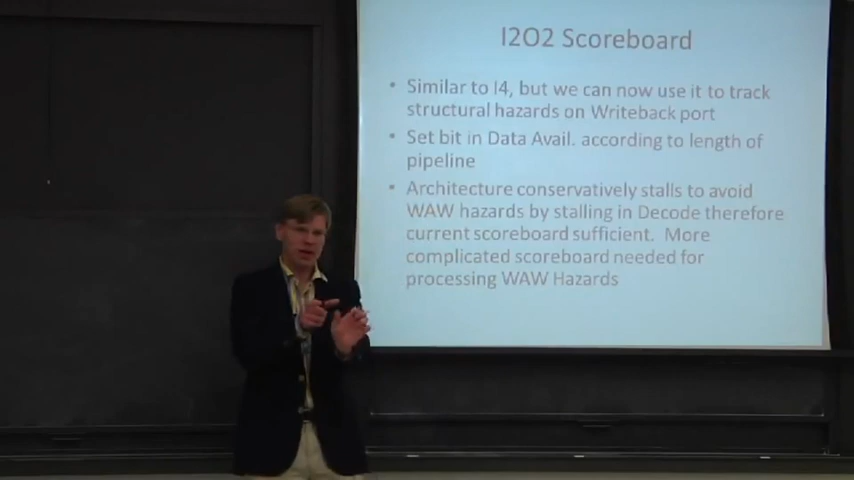 I2O2 Scoreboard
• Similar to I4, but we can now use it to track
structural hazards on Writeback port
• Set bit in Data Avail. according to length of
pipeline
• Architecture conservatively stalls to avoid
WAW hazards by stalling in Decode therefore
current scoreboard sufficient. More
complicated scoreboard needed for
processing WAW Hazards